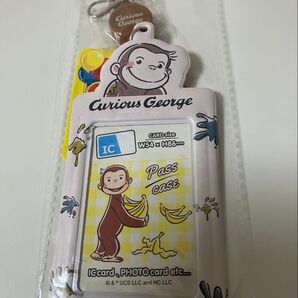 Curious
George
Curious George
IC
CARD size
W54 × H86mm
Pass
case
IC card, PHOTO card etc...
© & ® UCS LLC and HC LLC